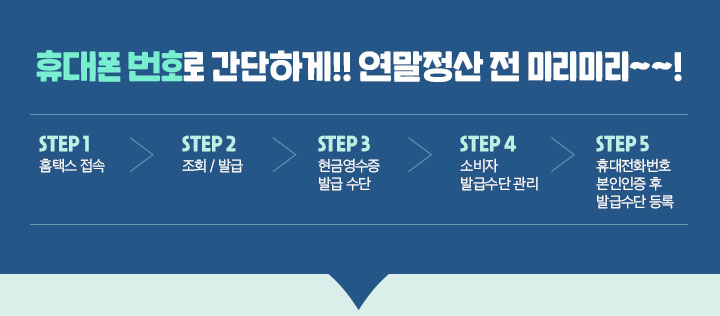 휴대폰 번호로 간단하게!! 연말정산 전 미리미리~~!
STEP 1
홈택스 접속
STEP 2
조회 / 발급
STEP 3
현금영수증
발급 수단
STEP 4
소비자
발급수단 관리
STEP 5
휴대전화번호
본인인증 후
발급수단 등록